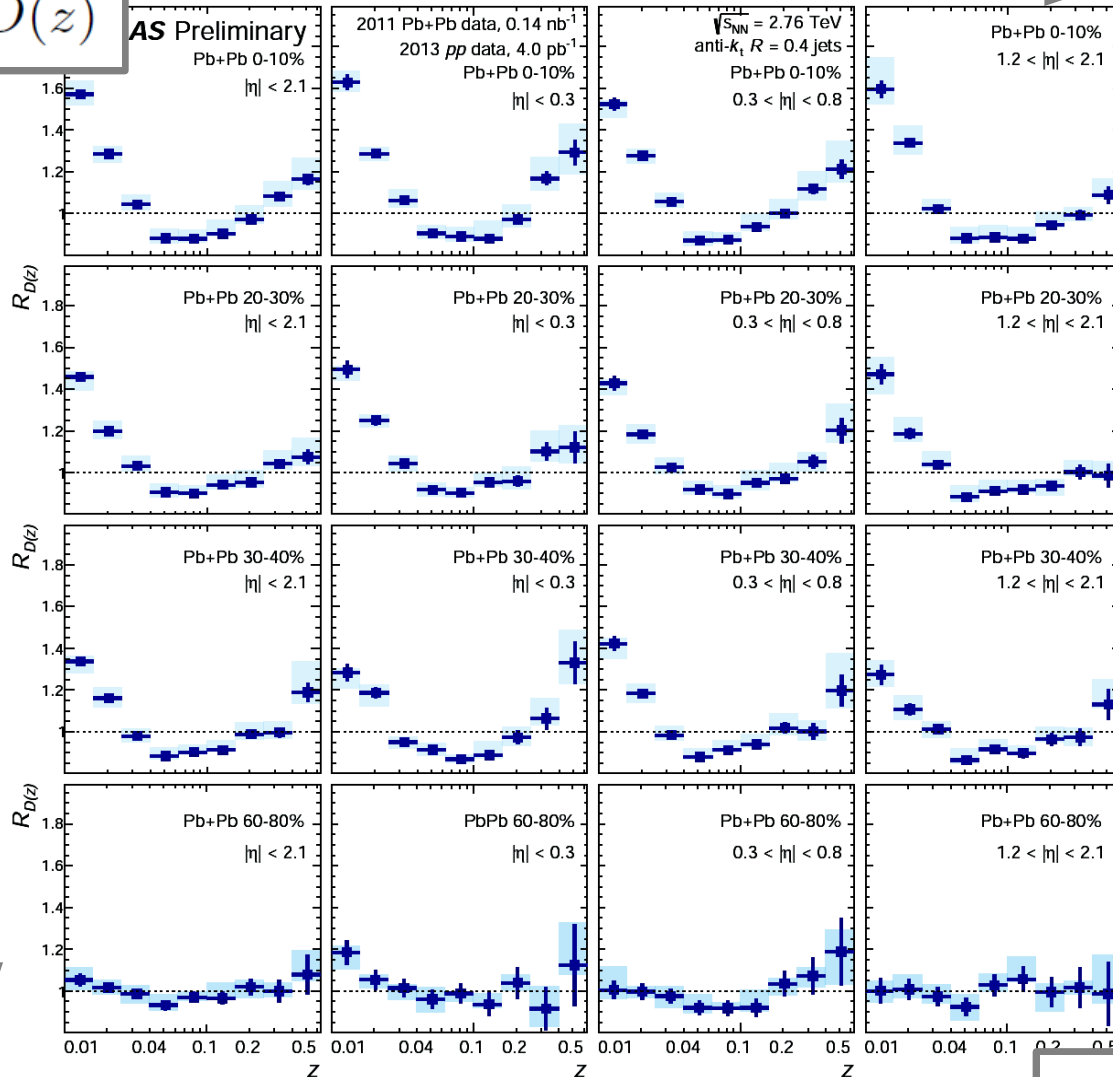 D(z)
AS Preliminary
Pb+Pb 0-10%
|η| < 2.1
2011 Pb+Pb data, 0.14 nb⁻¹
2013 pp data, 4.0 pb⁻¹
Pb+Pb 0-10%
|η| < 0.3
√sNN = 2.76 TeV
anti-kt R = 0.4 jets
Pb+Pb 0-10%
0.3 < |η| < 0.8
Pb+Pb 0-10%
1.2 < |η| < 2.1
1.6
1.4
1.2
1
RD(z)
Pb+Pb 20-30%
|η| < 2.1
Pb+Pb 20-30%
|η| < 0.3
Pb+Pb 20-30%
0.3 < |η| < 0.8
Pb+Pb 20-30%
1.2 < |η| < 2.1
1.8
1.6
1.4
1.2
1
RD(z)
Pb+Pb 30-40%
|η| < 2.1
Pb+Pb 30-40%
|η| < 0.3
Pb+Pb 30-40%
0.3 < |η| < 0.8
Pb+Pb 30-40%
1.2 < |η| < 2.1
1.8
1.6
1.4
1.2
1
RD(z)
Pb+Pb 60-80%
|η| < 2.1
PbPb 60-80%
|η| < 0.3
Pb+Pb 60-80%
0.3 < |η| < 0.8
Pb+Pb 60-80%
1.2 < |η| < 2.1
1.8
1.6
1.4
1.2
1
0.01 0.04 0.1 0.2 0.5
z
0.01 0.04 0.1 0.2 0.5
z
0.01 0.04 0.1 0.2 0.5
z
0.01 0.04 0.1